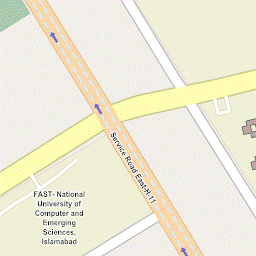 Service Road East-H-11
FAST- National
University of
Computer and
Emerging
Sciences,
Islamabad